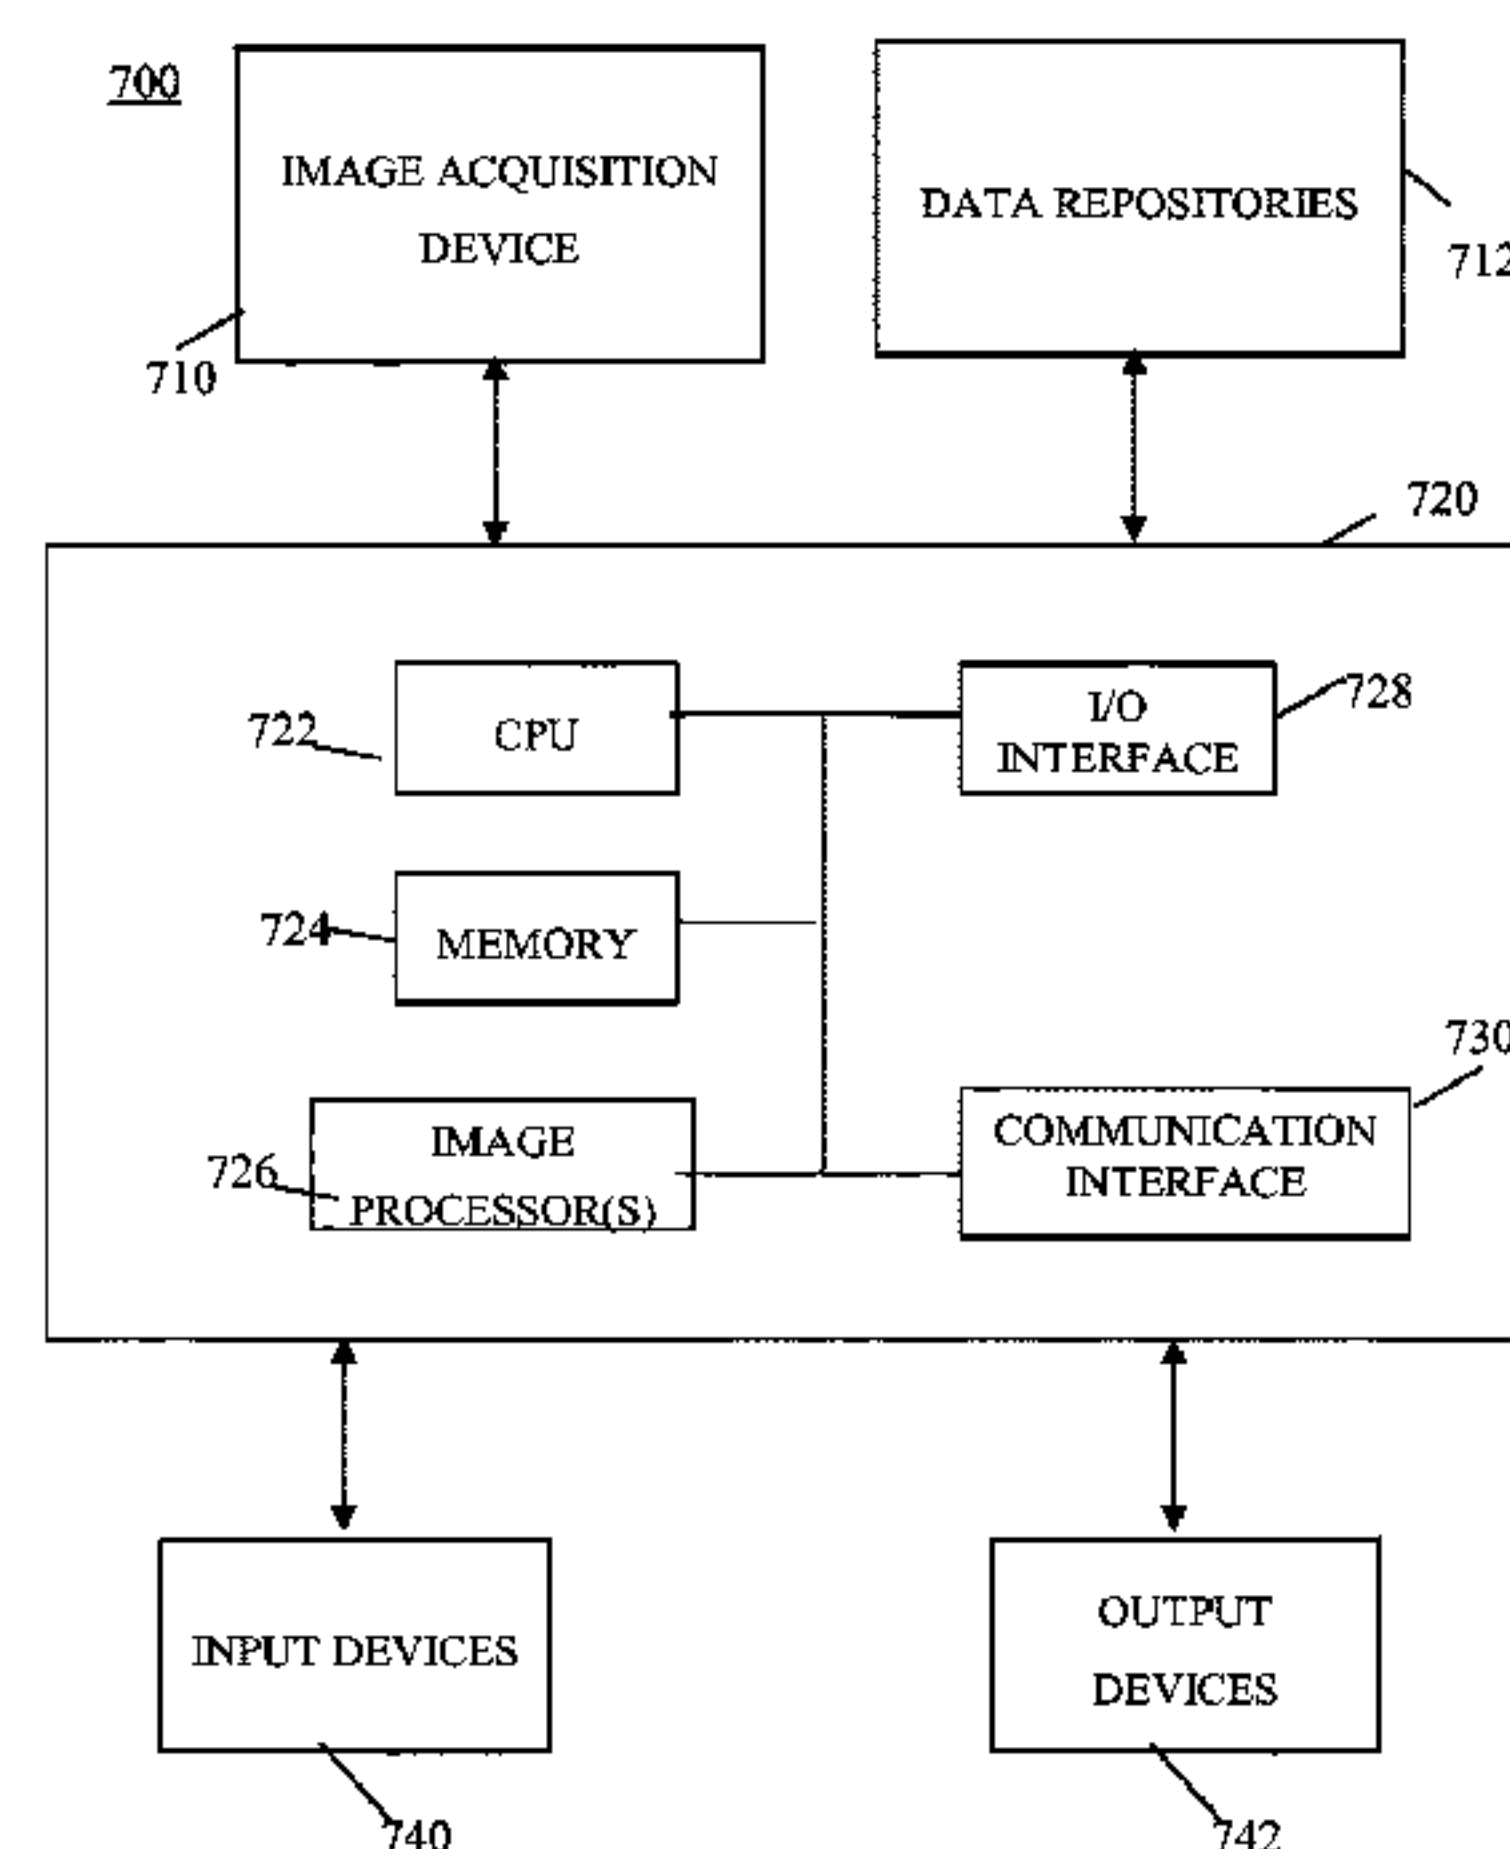 700
IMAGE ACQUISITION
DEVICE
710
DATA REPOSITORIES
712
720
CPU
722
I/O
INTERFACE
728
MEMORY
724
730
IMAGE
PROCESSOR(S)
726
COMMUNICATION
INTERFACE
INPUT DEVICES
740
OUTPUT
DEVICES
742